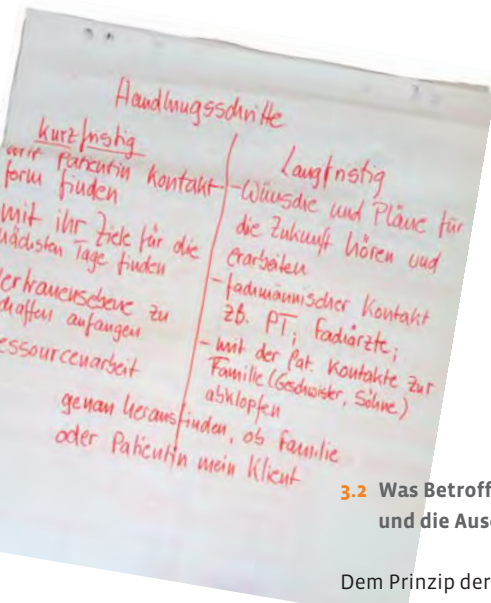 Handlungsschritte
kurzfristig
mit Patientin Kontakt-
form finden
mit ihr Ziele für die
nächsten Tage finden
Vertrauensebene zu
schaffen anfangen
Ressourcenarbeit
Langfristig
- Wünsche und Pläne für
die Zukunft hören und
erarbeiten
- fachmännischer Kontakt
zb. PT, Fachärzte,
- mit der Pat. Kontakte zur
Familie (Geschwister, Söhne)
abklopfen
genau herausfinden, ob Familie
oder Patientin mein Klient
3.2 Was Betroff
und die Aus
Dem Prinzip der